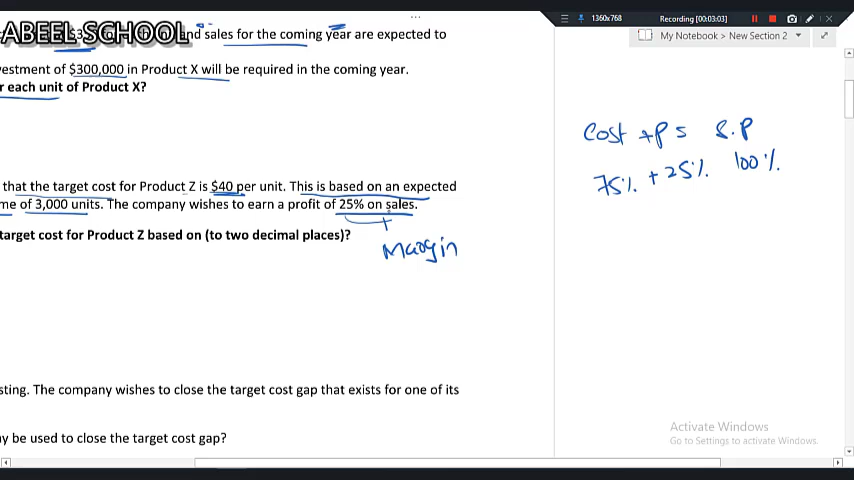 ABEEL SCHOOL
and sales for the coming year are expected to
vestment of $300,000 in Product X will be required in the coming year.
r each unit of Product X?
that the target cost for Product Z is $40 per unit. This is based on an expected
me of 3,000 units. The company wishes to earn a profit of 25% on sales.
target cost for Product Z based on (to two decimal places)?
Margin
sting. The company wishes to close the target cost gap that exists for one of its
ay be used to close the target cost gap?
1360x768
Recording [00:03:03]
My Notebook > New Section 2
Cost + P = S.P
75% + 25% 100%
Activate Windows
Go to Settings to activate Windows.